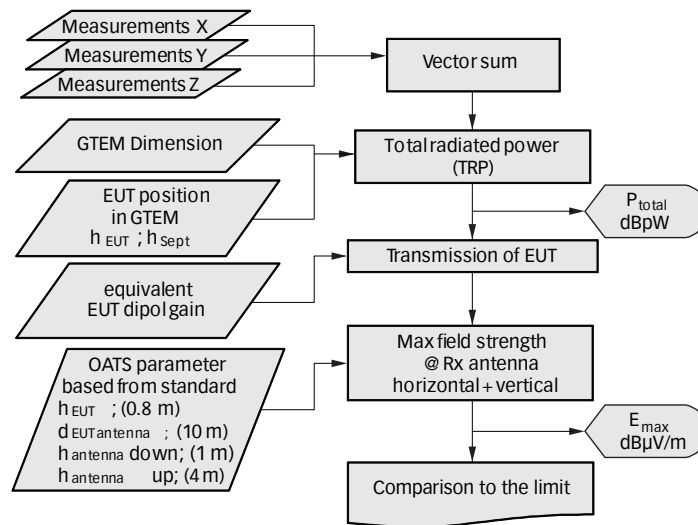 Measurements X
Measurements Y
Measurements Z
Vector sum
GTEM Dimension
Total radiated power
(TRP)
EUT position
in GTEM
h EUT ; h Sept
P total
dBpW
Transmission of EUT
equivalent
EUT dipol gain
OATS parameter
based from standard
h EUT ; (0.8 m)
d EUT antenna ; (10 m)
h antenna down; (1 m)
h antenna up; (4 m)
Max field strength
@ Rx antenna
horizontal + vertical
E max
dBµV/m
Comparison to the limit